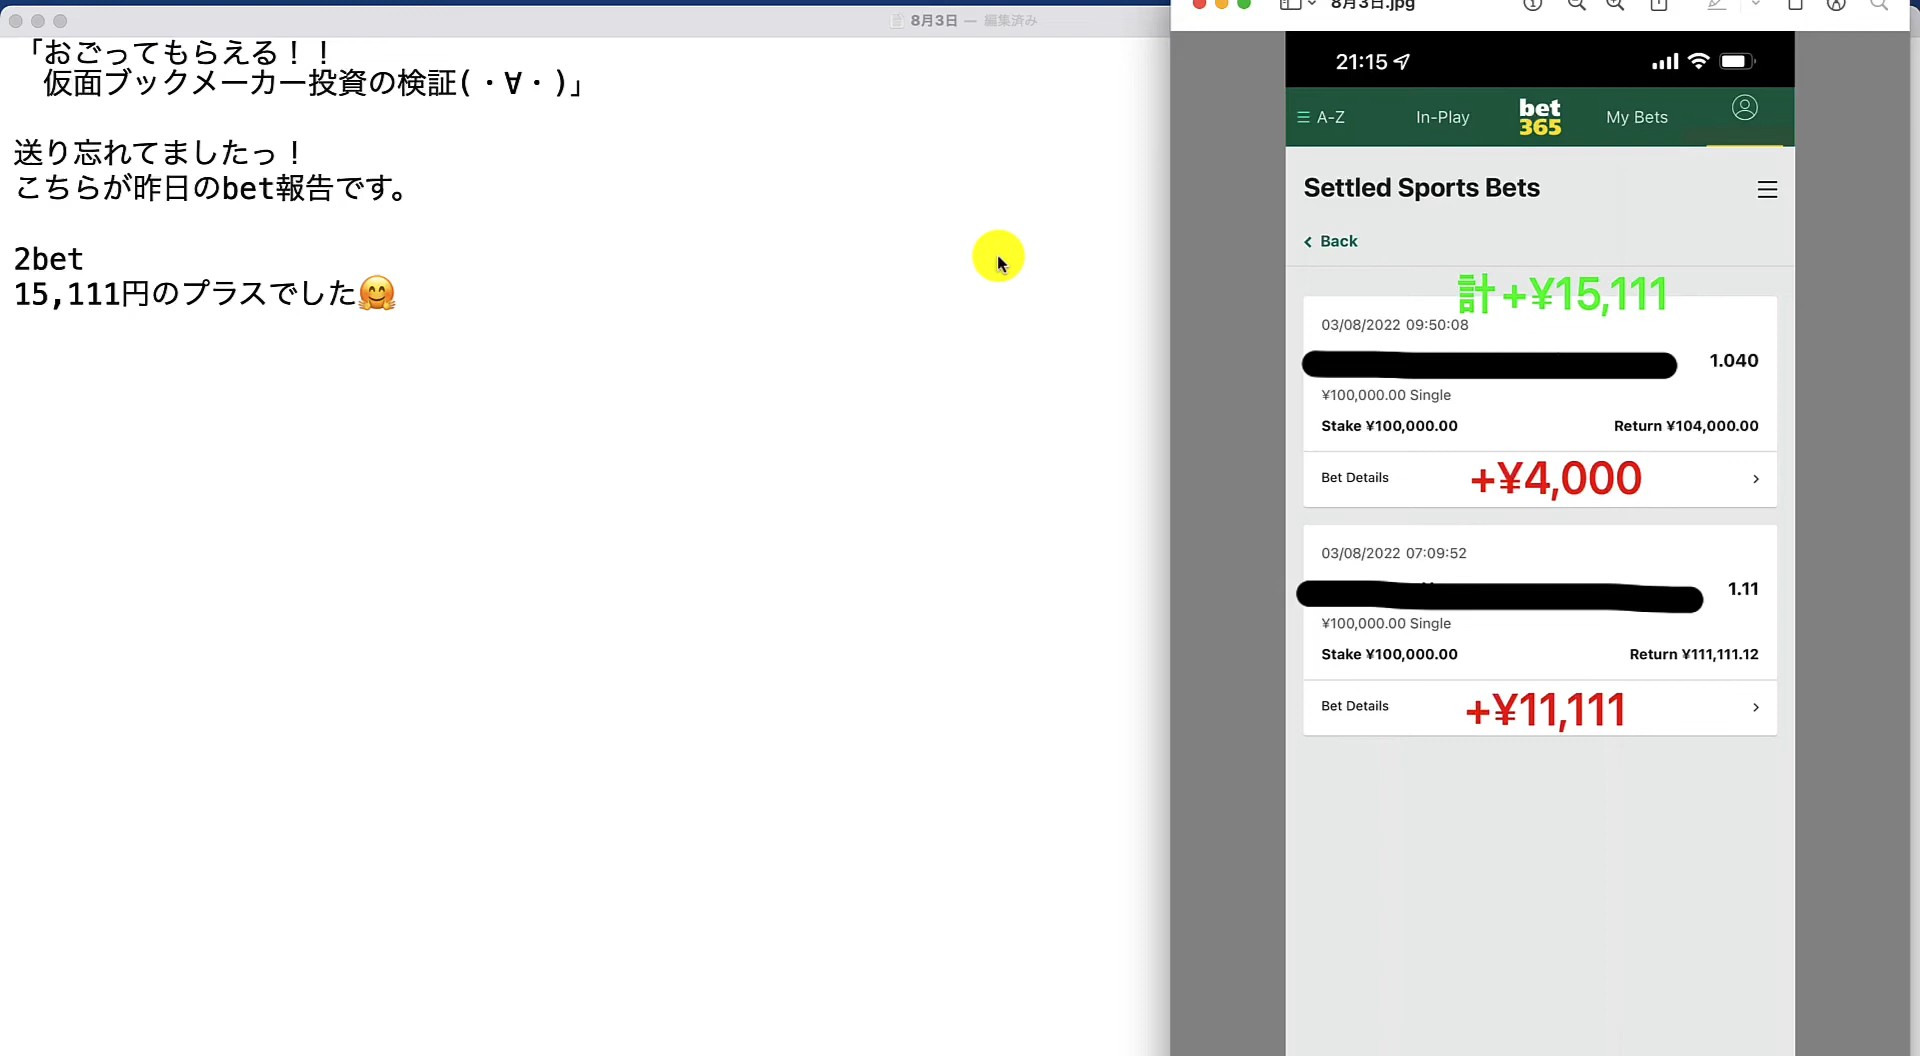 8月3日 — 編集済み
「おごってもらえる！！
仮面ブックメーカー投資の検証(・∀・)」
送り忘れてましたっ！
こちらが昨日のbet報告です。
2bet
15,111円のプラスでした🤗
8月3日.jpg
21:15
A-Z
In-Play
bet
365
My Bets
Settled Sports Bets
Back
計 +¥15,111
03/08/2022 09:50:08
1.040
¥100,000.00 Single
Stake ¥100,000.00
Return ¥104,000.00
Bet Details
+¥4,000
03/08/2022 07:09:52
1.11
¥100,000.00 Single
Stake ¥100,000.00
Return ¥111,111.12
Bet Details
+¥11,111